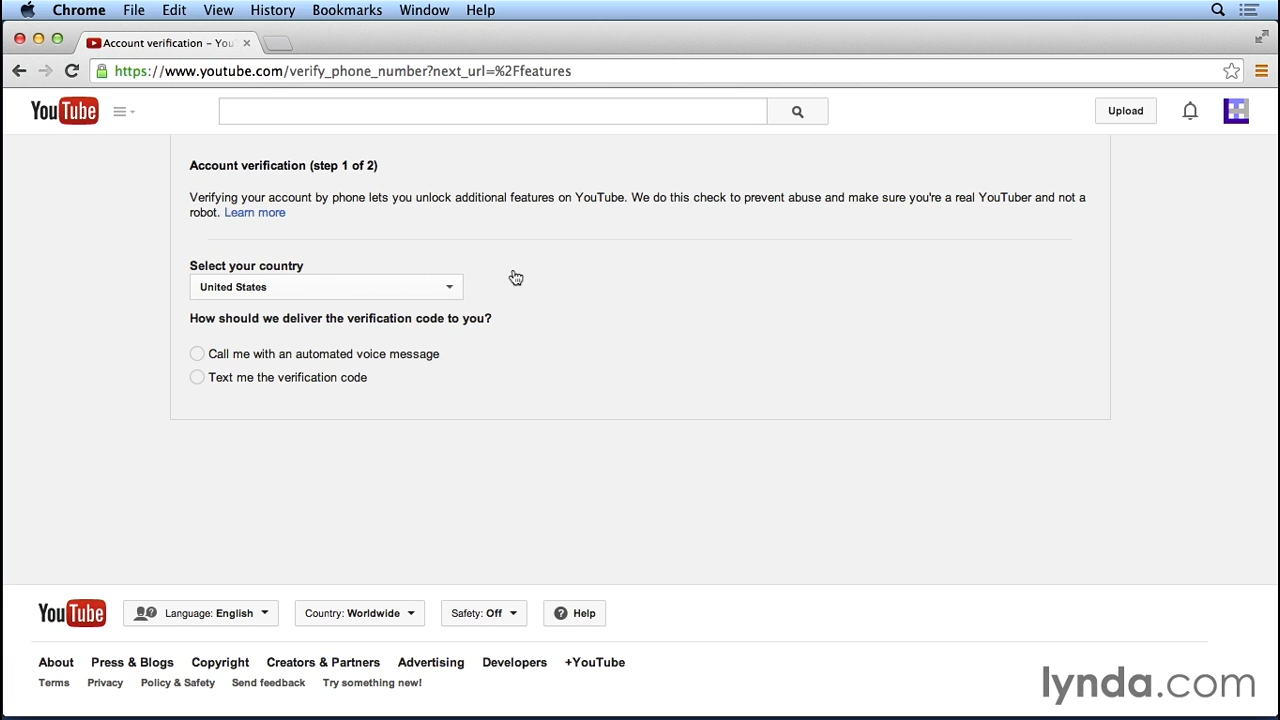 Chrome File Edit View History Bookmarks Window Help
Account verification – You
https://www.youtube.com/verify_phone_number?next_url=%2Ffeatures
YouTube
Upload
Account verification (step 1 of 2)
Verifying your account by phone lets you unlock additional features on YouTube. We do this check to prevent abuse and make sure you're a real YouTuber and not a
robot. Learn more
Select your country
United States
How should we deliver the verification code to you?
Call me with an automated voice message
Text me the verification code
YouTube Language: English Country: Worldwide Safety: Off Help
About Press & Blogs Copyright Creators & Partners Advertising Developers +YouTube
Terms Privacy Policy & Safety Send feedback Try something new!
lynda.com